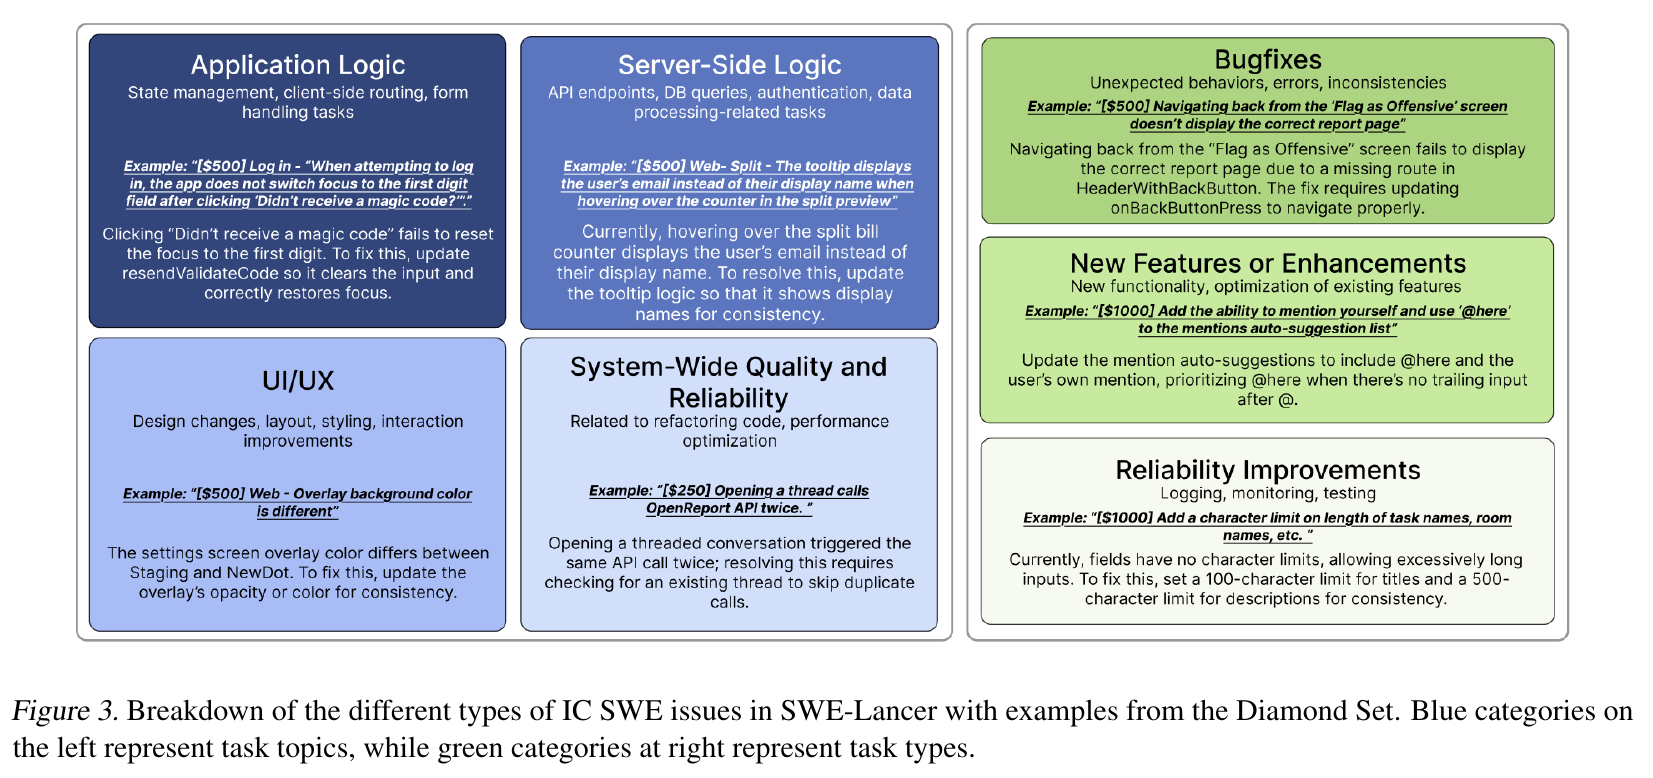 Application Logic
State management, client-side routing, form
handling tasks
Example: “[$500] Log in - “When attempting to log
in, the app does not switch focus to the first digit
field after clicking ‘Didn’t receive a magic code?’”.”
Clicking “Didn’t receive a magic code” fails to reset
the focus to the first digit. To fix this, update
resendValidateCode so it clears the input and
correctly restores focus.
Server-Side Logic
API endpoints, DB queries, authentication, data
processing-related tasks
Example: “[$500] Web- Split - The tooltip displays
the user’s email instead of their display name when
hovering over the counter in the split preview”
Currently, hovering over the split bill
counter displays the user’s email instead of
their display name. To resolve this, update
the tooltip logic so that it shows display
names for consistency.
UI/UX
Design changes, layout, styling, interaction
improvements
Example: “[$500] Web - Overlay background color
is different”
The settings screen overlay color differs between
Staging and NewDot. To fix this, update the
overlay’s opacity or color for consistency.
System-Wide Quality and
Reliability
Related to refactoring code, performance
optimization
Example: “[$250] Opening a thread calls
OpenReport API twice. ”
Opening a threaded conversation triggered the
same API call twice; resolving this requires
checking for an existing thread to skip duplicate
calls.
Bugfixes
Unexpected behaviors, errors, inconsistencies
Example: “[$500] Navigating back from the ‘Flag as Offensive’ screen
doesn’t display the correct report page”
Navigating back from the “Flag as Offensive” screen fails to display
the correct report page due to a missing route in
HeaderWithBackButton. The fix requires updating
onBackButtonPress to navigate properly.
New Features or Enhancements
New functionality, optimization of existing features
Example: “[$1000] Add the ability to mention yourself and use ‘@here’
to the mentions auto-suggestion list”
Update the mention auto-suggestions to include @here and the
user’s own mention, prioritizing @here when there’s no trailing input
after @.
Reliability Improvements
Logging, monitoring, testing
Example: “[$1000] Add a character limit on length of task names, room
names, etc. ”
Currently, fields have no character limits, allowing excessively long
inputs. To fix this, set a 100-character limit for titles and a 500-
character limit for descriptions for consistency.
Figure 3. Breakdown of the different types of IC SWE issues in SWE-Lancer with examples from the Diamond Set. Blue categories on
the left represent task topics, while green categories at right represent task types.